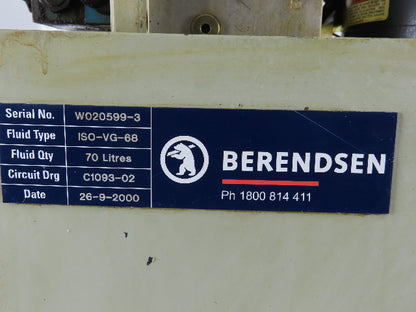 Serial No. WO20599-3
Fluid Type ISO-VG-68
Fluid Qty 70 Litres
Circuit Drg C1093-02
Date 26-9-2000
BERENDSEN
Ph 1800 814 411